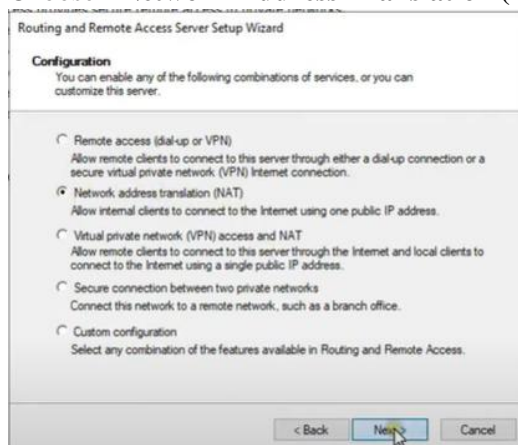 Routing and Remote Access Server Setup Wizard
Configuration
You can enable any of the following combinations of services, or you can
customize this server.
Remote access (dial-up or VPN)
Allow remote clients to connect to this server through either a dial-up connection or a
secure virtual private network (VPN) Internet connection.
Network address translation (NAT)
Allow internal clients to connect to the Internet using one public IP address.
Virtual private network (VPN) access and NAT
Allow remote clients to connect to this server through the Internet and local clients to
connect to the Internet using a single public IP address.
Secure connection between two private networks
Connect this network to a remote network, such as a branch office.
Custom configuration
Select any combination of the features available in Routing and Remote Access.
< Back Next > Cancel